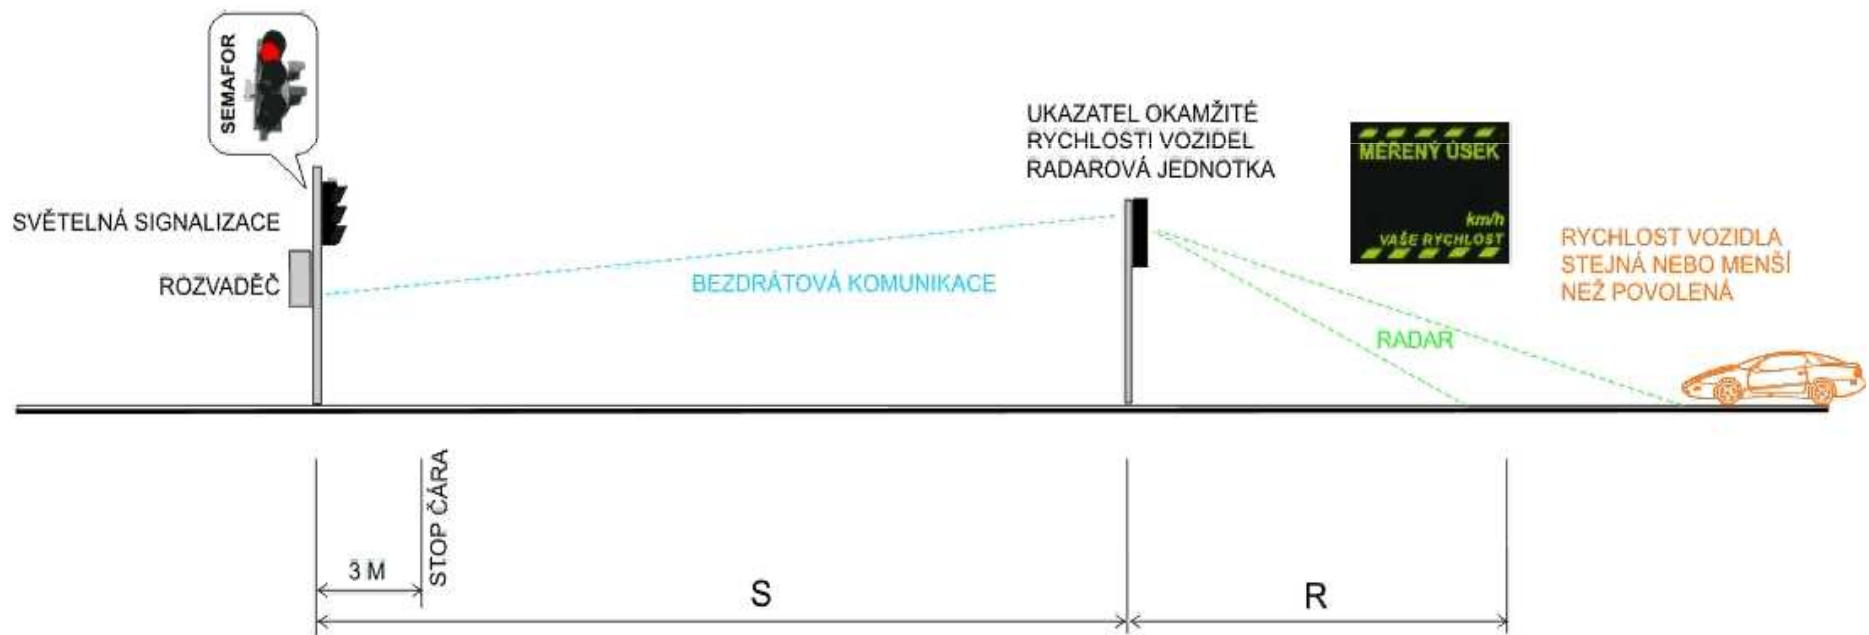 SEMAFOR
UKAZATEL OKAMŽITÉ
RYCHLOSTI VOZIDEL
RADAROVÁ JEDNOTKA
MĚŘENÝ ÚSEK
km/h
VAŠE RYCHLOST
SVĚTELNÁ SIGNALIZACE
ROZVADĚČ
BEZDRÁTOVÁ KOMUNIKACE
RADAR
RYCHLOST VOZIDLA
STEJNÁ NEBO MENŠÍ
NEŽ POVOLENÁ
3 M
STOP ČÁRA
S
R